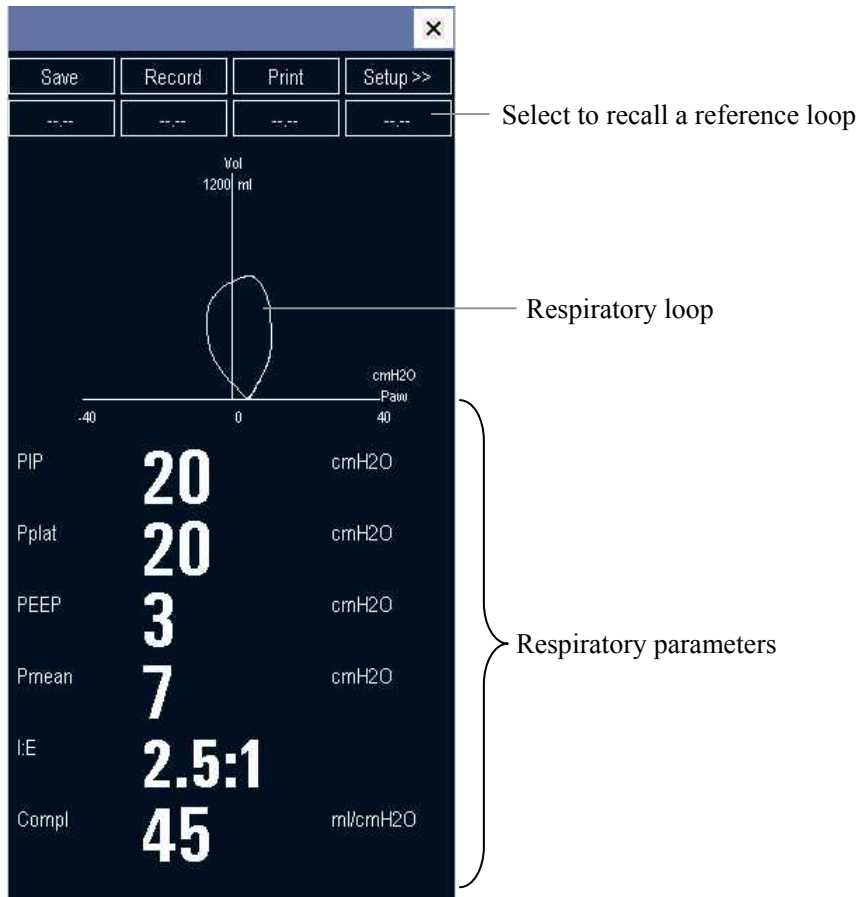 ×
Save Record Print Setup >>
--.-- --.-- --.-- --.--
Select to recall a reference loop
Vol
1200 ml
Respiratory loop
cmH2O
Paw
-40 0 40
PIP 20 cmH2O
Pplat 20 cmH2O
PEEP 3 cmH2O
Respiratory parameters
Pmean 7 cmH2O
I:E 2.5:1
Compl 45 ml/cmH2O